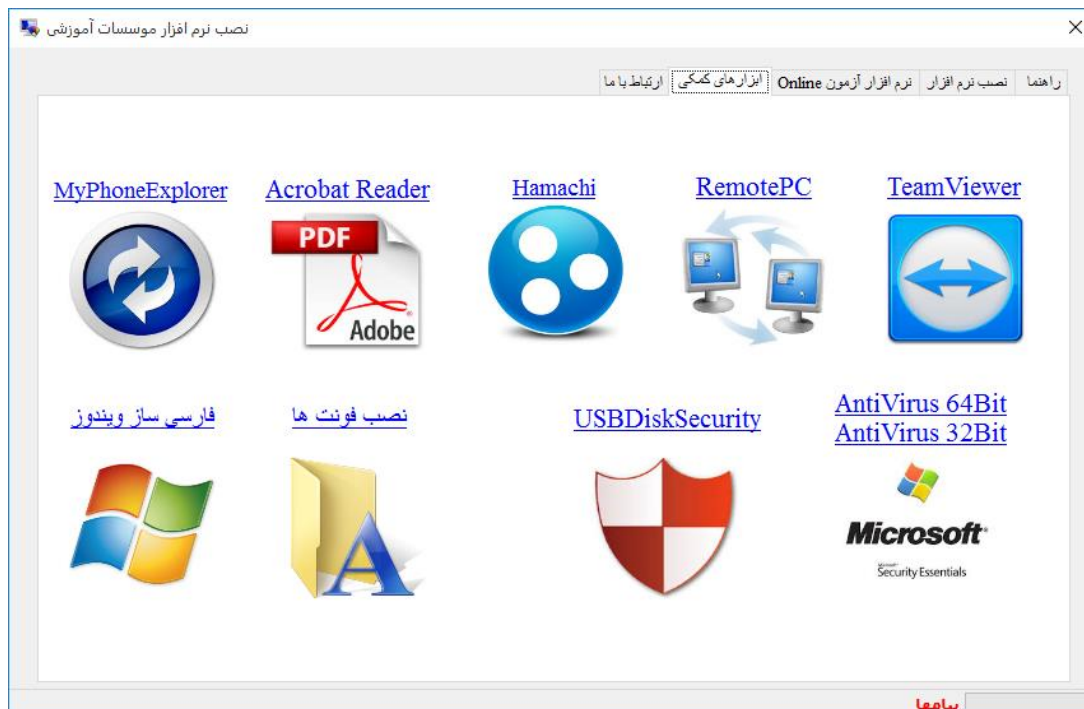 نصب نرم افزار موسسات آموزشی
راهنما
نصب نرم افزار
نرم افزار آزمون Online
ابزارهای کمکی
ارتباط با ما
MyPhoneExplorer
Acrobat Reader
Hamachi
RemotePC
TeamViewer
PDF
Adobe
فارسی ساز ویندوز
نصب فونت ها
USBDiskSecurity
AntiVirus 64Bit
AntiVirus 32Bit
A
Microsoft
Microsoft
Security Essentials
پیامها